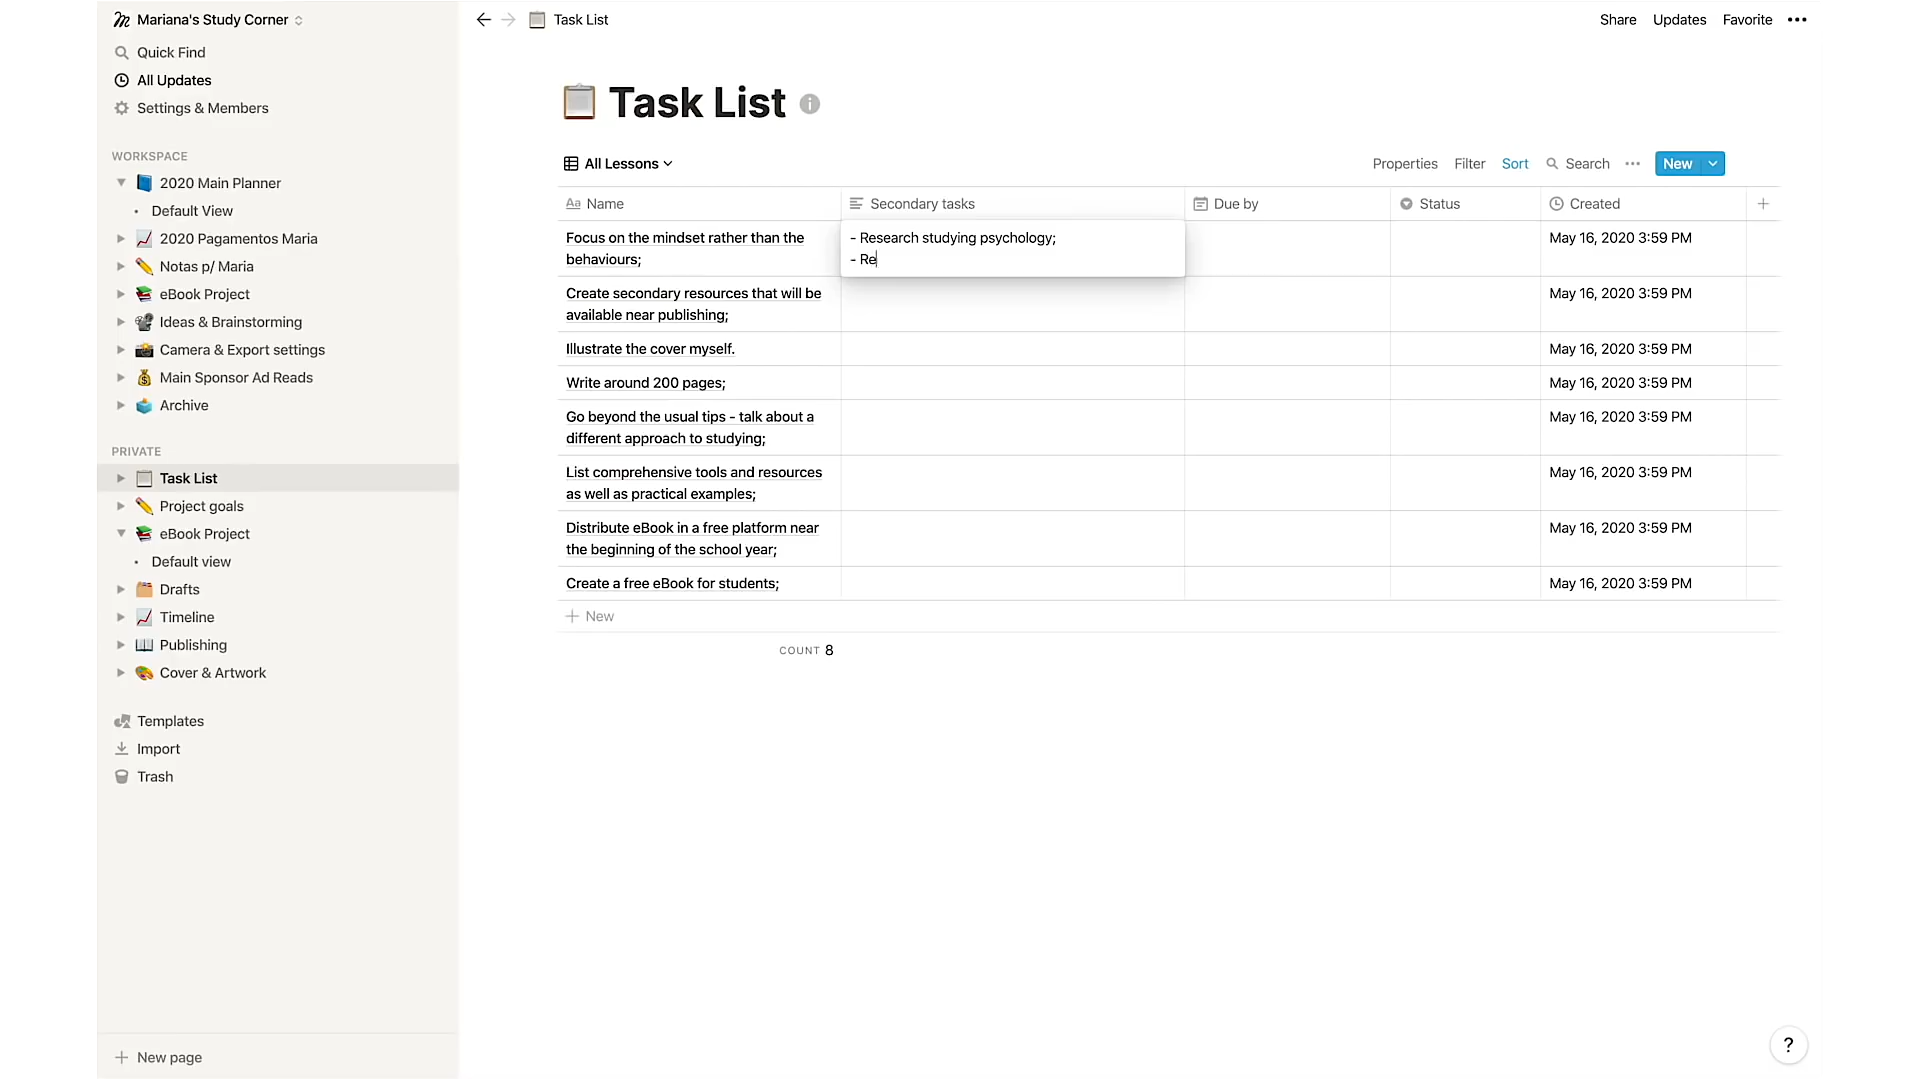 Mariana's Study Corner
Quick Find
All Updates
Settings & Members
WORKSPACE
2020 Main Planner
Default View
2020 Pagamentos Maria
Notas p/ Maria
eBook Project
Ideas & Brainstorming
Camera & Export settings
Main Sponsor Ad Reads
Archive
PRIVATE
Task List
Project goals
eBook Project
Default view
Drafts
Timeline
Publishing
Cover & Artwork
Templates
Import
Trash
New page
Task List
Share Updates Favorite
Task List
All Lessons
Properties Filter Sort Search New
Aa Name Secondary tasks Due by Status Created
Focus on the mindset rather than the
behaviours;
- Research studying psychology;
- Re
May 16, 2020 3:59 PM
Create secondary resources that will be
available near publishing;
May 16, 2020 3:59 PM
Illustrate the cover myself.
May 16, 2020 3:59 PM
Write around 200 pages;
May 16, 2020 3:59 PM
Go beyond the usual tips - talk about a
different approach to studying;
May 16, 2020 3:59 PM
List comprehensive tools and resources
as well as practical examples;
May 16, 2020 3:59 PM
Distribute eBook in a free platform near
the beginning of the school year;
May 16, 2020 3:59 PM
Create a free eBook for students;
May 16, 2020 3:59 PM
New
COUNT 8
?